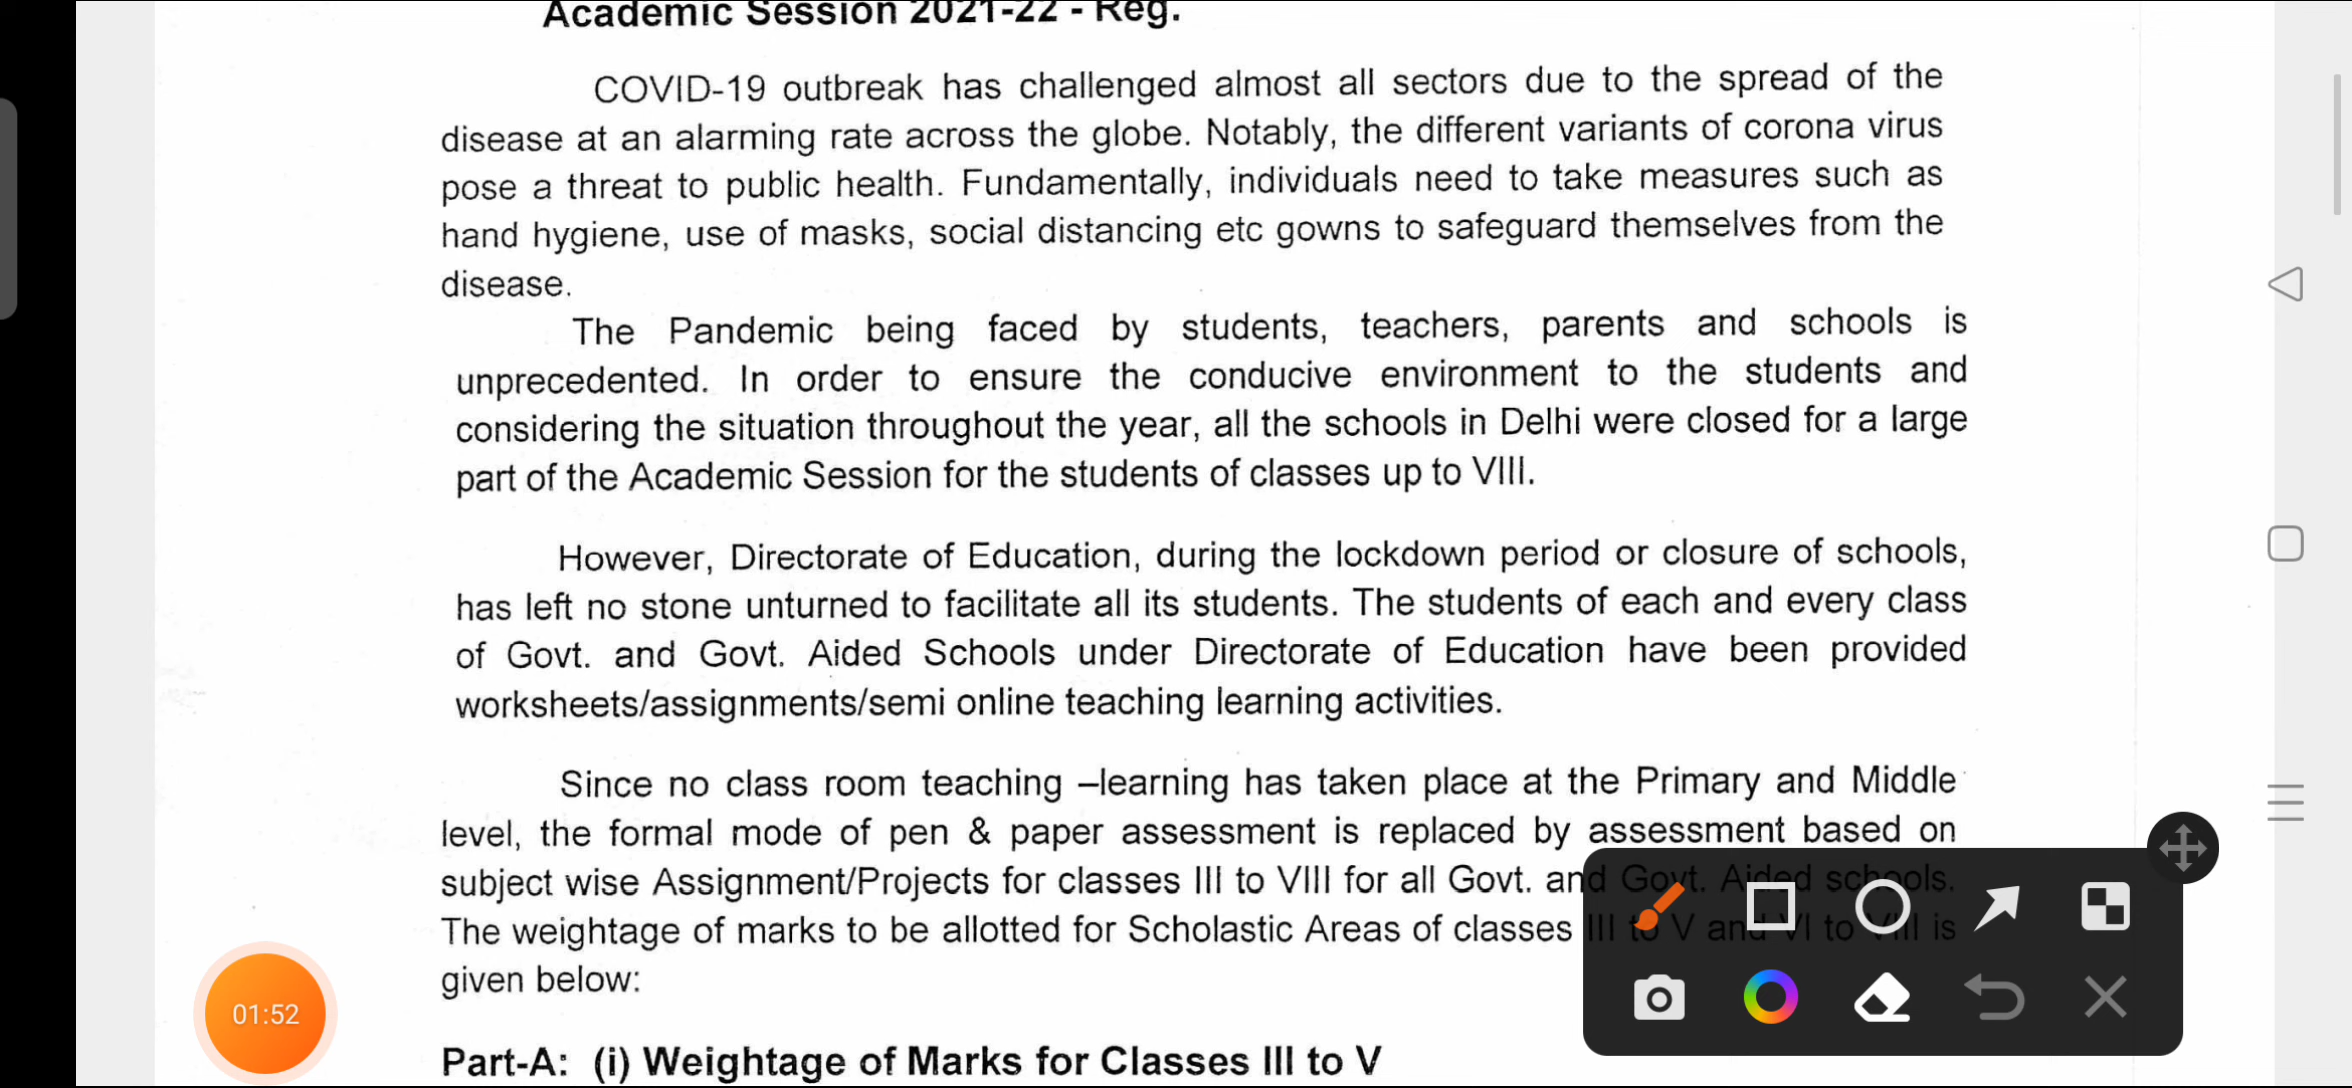 Academic Session 2021-22 - Reg.
COVID-19 outbreak has challenged almost all sectors due to the spread of the
disease at an alarming rate across the globe. Notably, the different variants of corona virus
pose a threat to public health. Fundamentally, individuals need to take measures such as
hand hygiene, use of masks, social distancing etc gowns to safeguard themselves from the
disease.
The Pandemic being faced by students, teachers, parents and schools is
unprecedented. In order to ensure the conducive environment to the students and
considering the situation throughout the year, all the schools in Delhi were closed for a large
part of the Academic Session for the students of classes up to VIII.
However, Directorate of Education, during the lockdown period or closure of schools,
has left no stone unturned to facilitate all its students. The students of each and every class
of Govt. and Govt. Aided Schools under Directorate of Education have been provided
worksheets/assignments/semi online teaching learning activities.
Since no class room teaching –learning has taken place at the Primary and Middle
level, the formal mode of pen & paper assessment is replaced by assessment based on
subject wise Assignment/Projects for classes III to VIII for all Govt. and Govt. Aided schools.
The weightage of marks to be allotted for Scholastic Areas of classes III to V and VI to VIII is
given below:
01:52
Part-A: (i) Weightage of Marks for Classes III to V